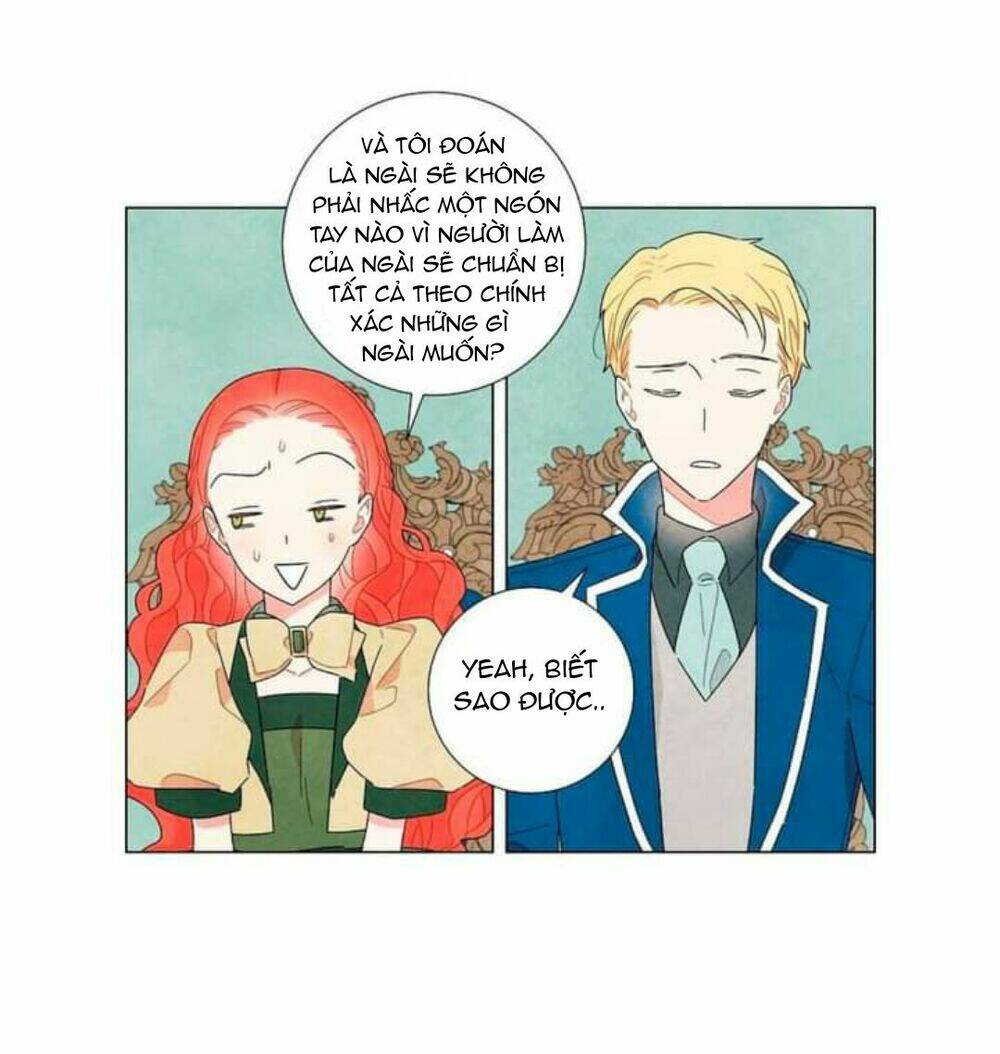 VÀ TÔI ĐOÁN
LÀ NGÀI SẼ KHÔNG
PHẢI NHẤC MỘT NGÓN
TAY NÀO VÌ NGƯỜI LÀM
CỦA NGÀI SẼ CHUẨN BỊ
TẤT CẢ THEO CHÍNH
XÁC NHỮNG GÌ
NGÀI MUỐN?
YEAH, BIẾT
SAO ĐƯỢC..